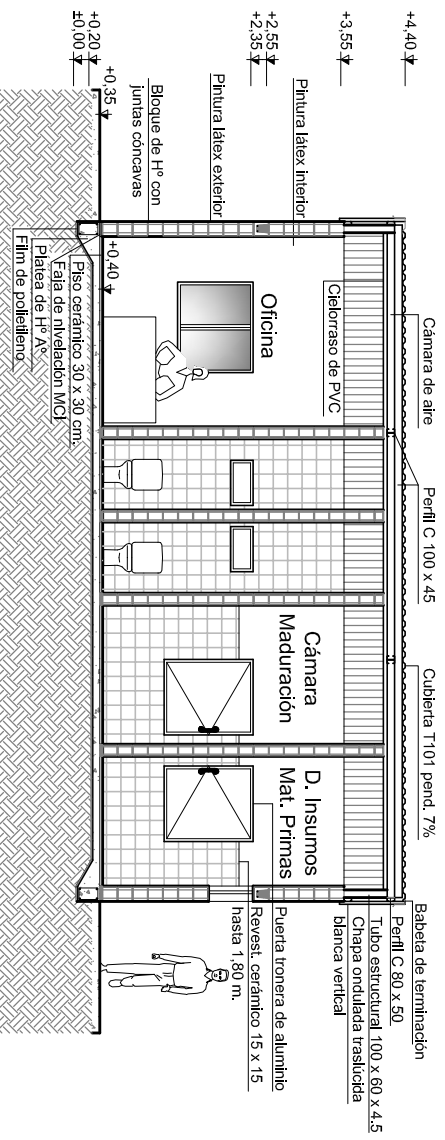 +4,40
+3,55
+2,55
+2,35
+0,20
±0,00
+0,35
+0,40
Bloque de Hº con
juntas cóncavas
Pintura látex exterior
Pintura látex interior
Cámara de aire
Perfil C 100 x 45
Cubierta T101 pend. 7%
Babeta de terminación
Perfil C 80 x 50
Tubo estructural 100 x 60 x 4.5
Chapa ondulada traslúcida
blanca vertical
Cielorraso de PVC
Oficina
Cámara
Maduración
D. Insumos
Mat. Primas
Puerta tronera de aluminio
Revest. cerámico 15 x 15
hasta 1,80 m.
Piso cerámico 30 x 30 cm.
Faja de nivelación MCI
Platea de Hº Aº
Film de polietileno